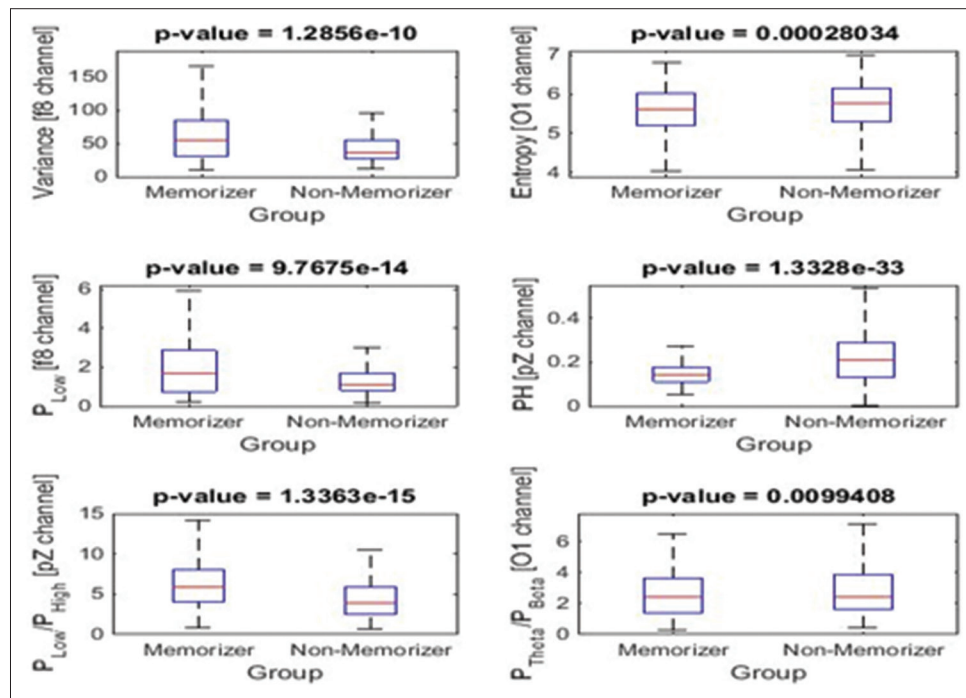 p-value = 1.2856e-10
Variance [f8 channel]
150
100
50
0
Memorizer Non-Memorizer
Group
p-value = 0.00028034
Entropy [O1 channel]
7
6
5
4
Memorizer Non-Memorizer
Group
p-value = 9.7675e-14
P_Low [f8 channel]
6
4
2
0
Memorizer Non-Memorizer
Group
p-value = 1.3328e-33
PH [pZ channel]
0.4
0.2
0
Memorizer Non-Memorizer
Group
p-value = 1.3363e-15
P_Low/P_High [pZ channel]
15
10
5
0
Memorizer Non-Memorizer
Group
p-value = 0.0099408
P_Theta/P_Beta [O1 channel]
6
4
2
0
Memorizer Non-Memorizer
Group